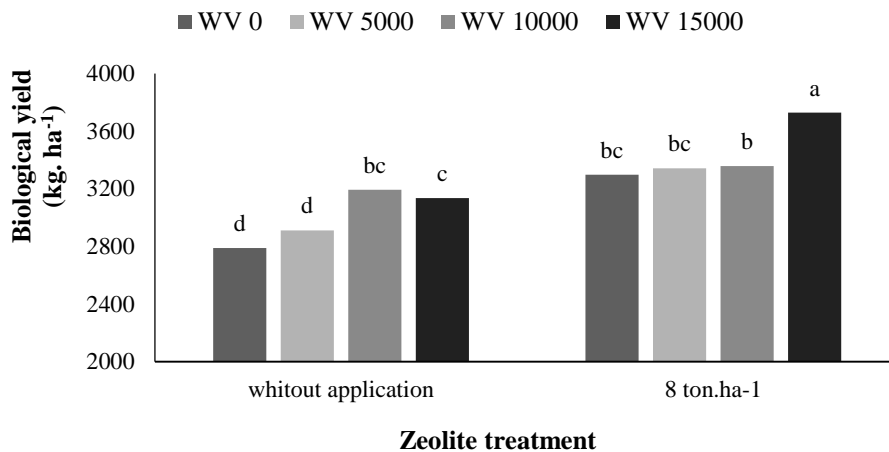 WV 0 WV 5000 WV 10000 WV 15000
Biological yield
(kg. ha-1)
4000
3600
3200
2800
2400
2000
d
d
bc
c
bc
bc
b
a
whitout application
8 ton.ha-1
Zeolite treatment